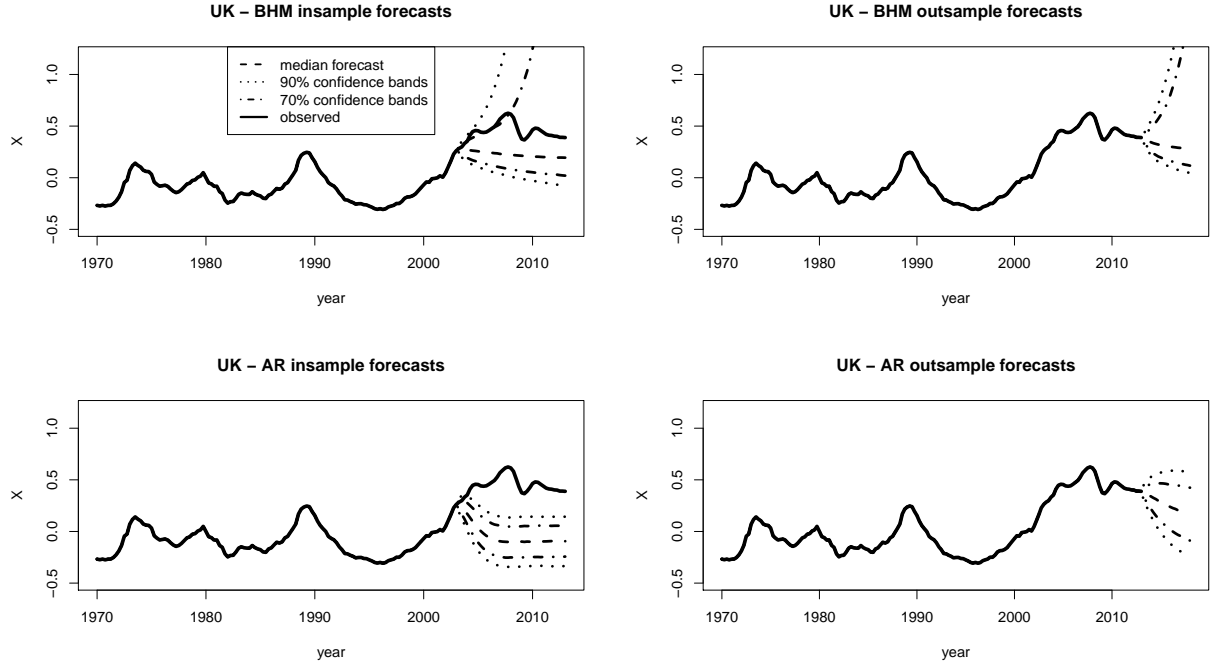 UK – BHM insample forecasts
X
1.0
0.5
0.0
−0.5
median forecast
90% confidence bands
70% confidence bands
observed
1970 1980 1990 2000 2010
year
UK – BHM outsample forecasts
X
1.0
0.5
0.0
−0.5
1970 1980 1990 2000 2010
year
UK – AR insample forecasts
X
1.0
0.5
0.0
−0.5
1970 1980 1990 2000 2010
year
UK – AR outsample forecasts
X
1.0
0.5
0.0
−0.5
1970 1980 1990 2000 2010
year